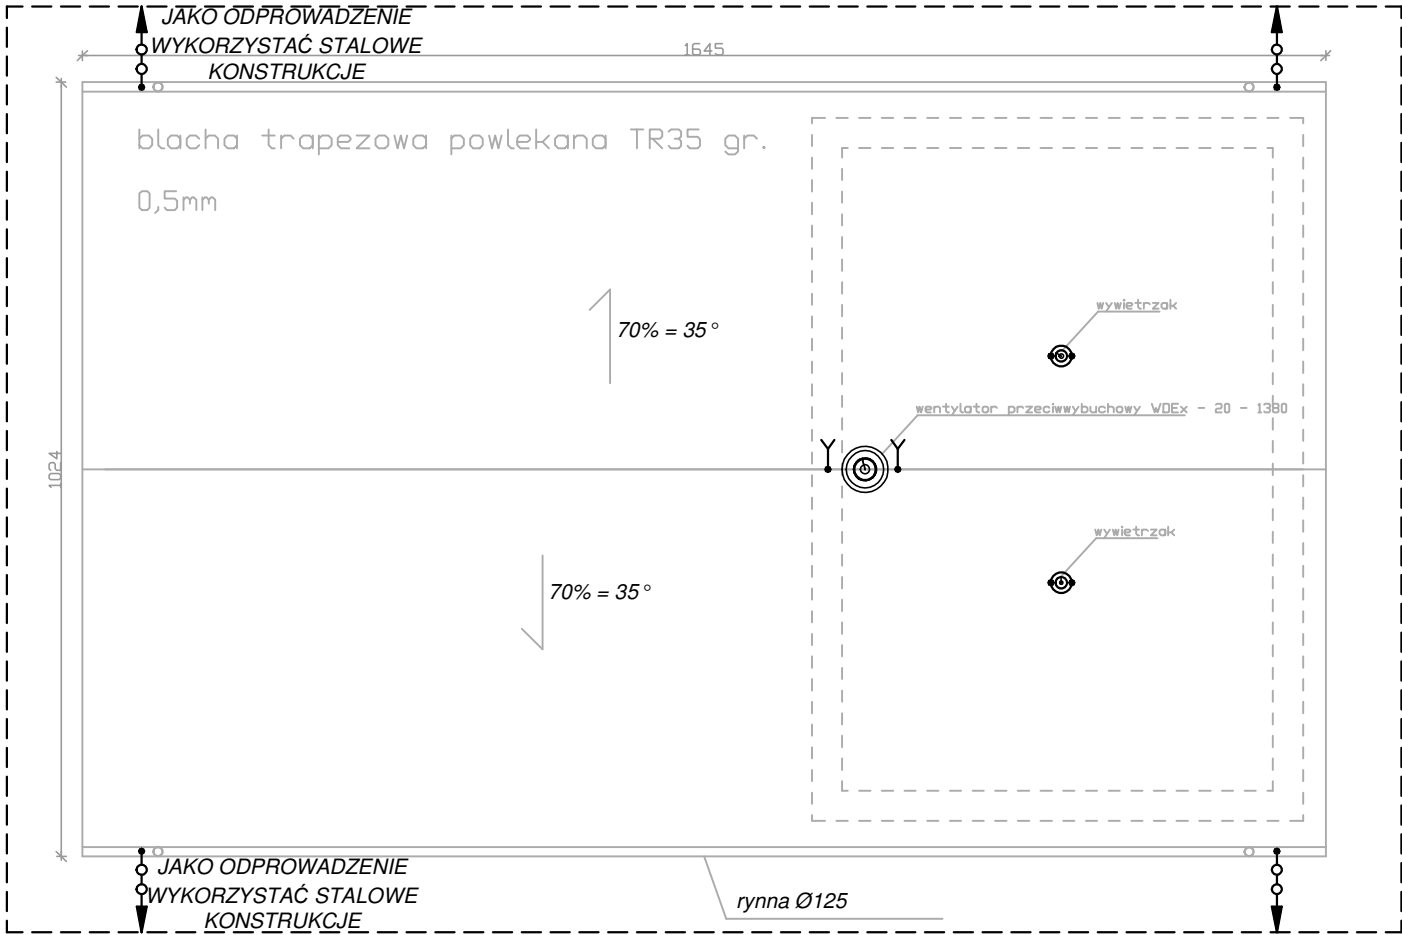 JAKO ODPROWADZENIE
WYKORZYSTAĆ STALOWE
KONSTRUKCJE
1645
blacha trapezowa powlekana TR35 gr.
0,5mm
wywietrzak
70% = 35°
wentylator przeciwwybuchowy WDEx - 20 - 1380
1024
wywietrzak
70% = 35°
JAKO ODPROWADZENIE
WYKORZYSTAĆ STALOWE
KONSTRUKCJE
rynna Ø125